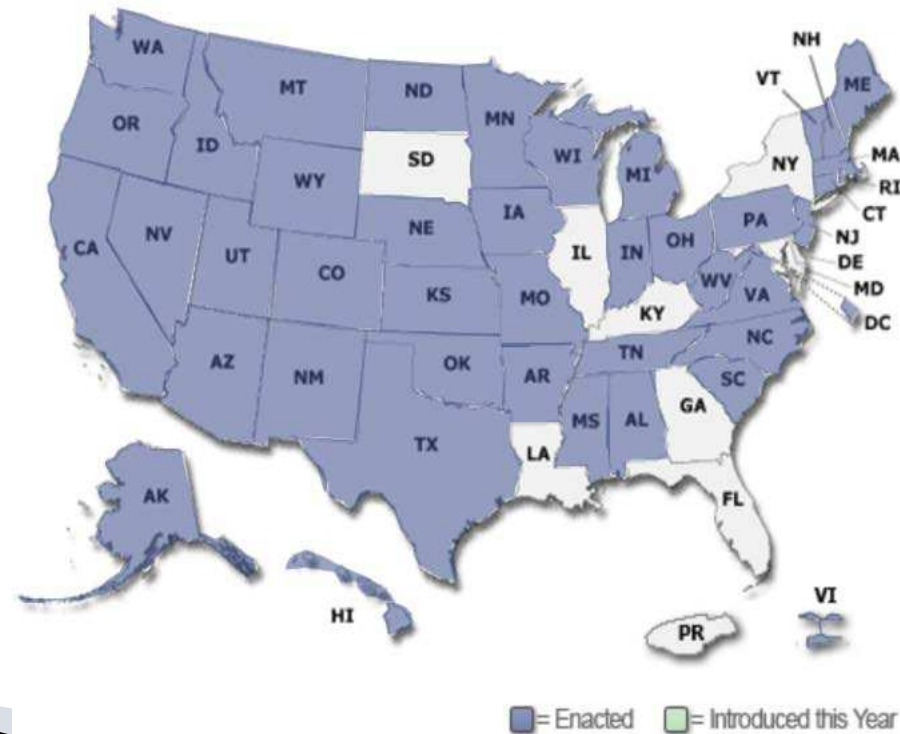 NH
WA
VT
ME
MT
ND
MN
OR
ID
SD
WI
MI
NY
MA
WY
RI
IA
CT
NE
PA
NV
IL
IN
OH
NJ
CA
UT
CO
DE
WV
MD
KS
MO
VA
KY
DC
NC
TN
AZ
NM
OK
AR
SC
GA
MS
AL
TX
LA
AK
FL
VI
HI
PR
= Enacted
= Introduced this Year